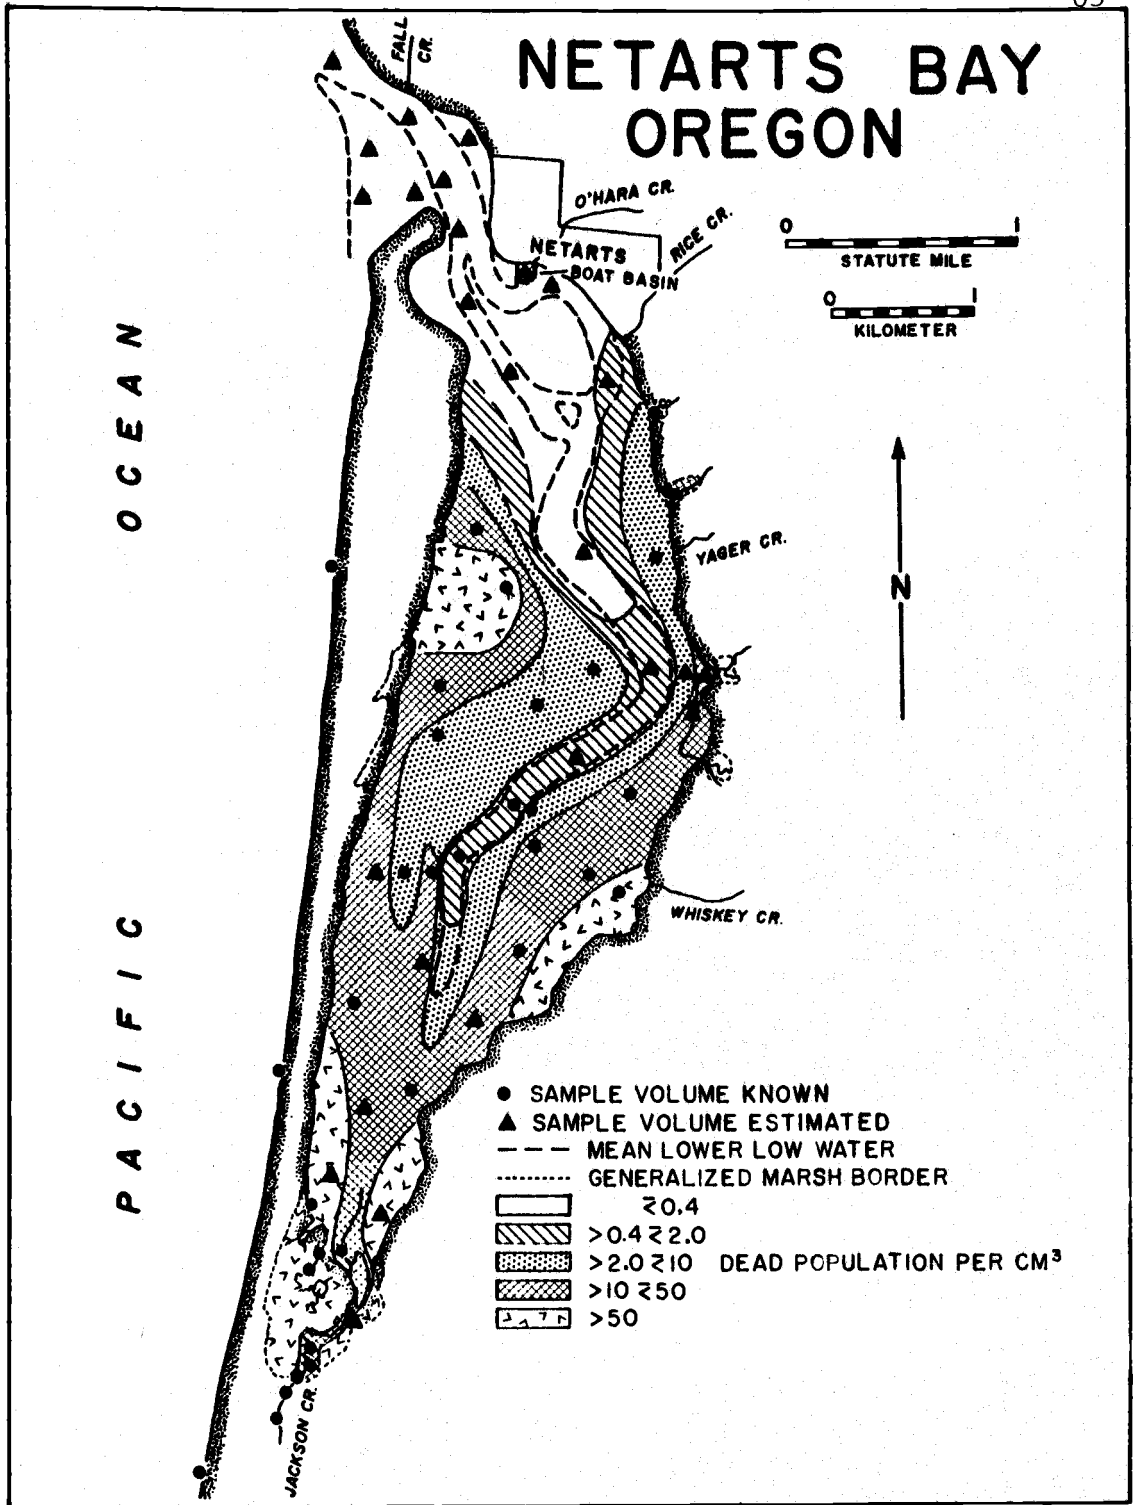 NETARTS BAY
OREGON
FALL
CR.
O'HARA CR.
RICE CR.
NETARTS
BOAT BASIN
0 1
STATUTE MILE
0 1
KILOMETER
PACIFIC OCEAN
N
YAGER CR.
WHISKEY CR.
JACKSON CR.
SAMPLE VOLUME KNOWN
SAMPLE VOLUME ESTIMATED
MEAN LOWER LOW WATER
GENERALIZED MARSH BORDER
≤0.4
>0.4≤2.0
>2.0≤10 DEAD POPULATION PER CM³
>10≤50
>50